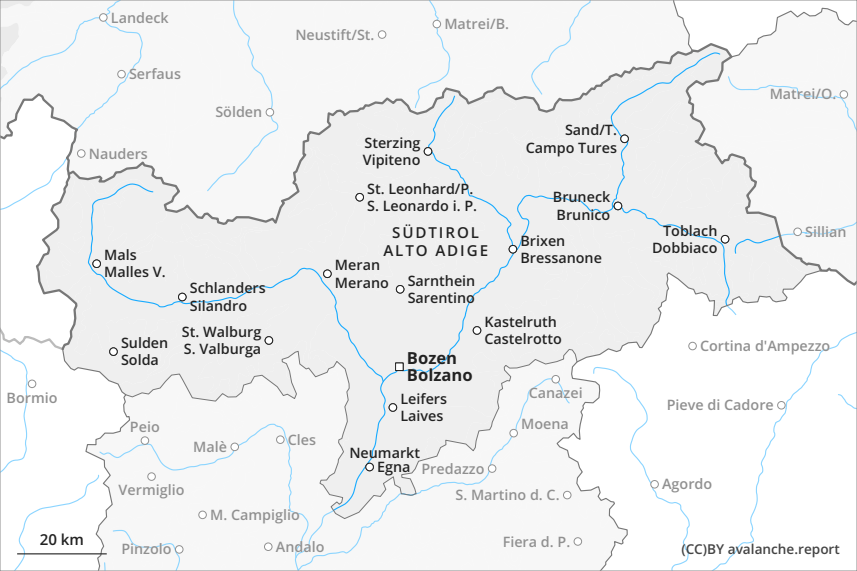 Landeck
Matrei/B.
Neustift/St.
Serfaus
Matrei/O.
Sölden
Sand/T.
Campo Tures
Sterzing
Vipiteno
Nauders
St. Leonhard/P.
S. Leonardo i. P.
Bruneck
Brunico
SÜDTIROL
ALTO ADIGE
Toblach
Dobbiaco
Sillian
Brixen
Bressanone
Mals
Malles V.
Meran
Merano
Sarnthein
Sarentino
Schlanders
Silandro
Kastelruth
Castelrotto
St. Walburg
S. Valburga
Sulden
Solda
Cortina d'Ampezzo
Bozen
Bolzano
Bormio
Canazei
Leifers
Laives
Pieve di Cadore
Peio
Moena
Malè
Cles
Neumarkt
Egna
Predazzo
Vermiglio
Agordo
S. Martino d. C.
M. Campiglio
20 km
Pinzolo
Andalo
Fiera d. P.
(CC)BY avalanche.report